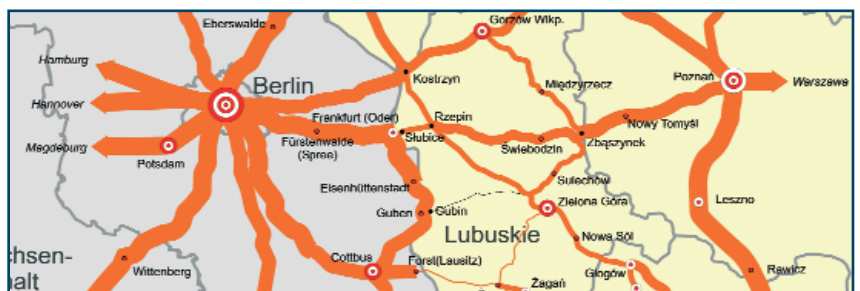 Eberswalde
Gorzów Wlkp.
Hamburg
Kostrzyn
Międzyrzecz
Poznań
Warszawa
Berlin
Hannover
Frankfurt (Oder)
Rzepin
Nowy Tomyśl
Słubice
Fürstenwalde
(Spree)
Świebodzin
Zbąszynek
Magdeburg
Potsdam
Eisenhüttenstadt
Sulechów
Guben
Gubin
Zielona Góra
Leszno
Lubuskie
Nowa Sól
chsen-
alt
Wittenberg
Cottbus
Forst(Lausitz)
Żagań
Głogów
Rawicz